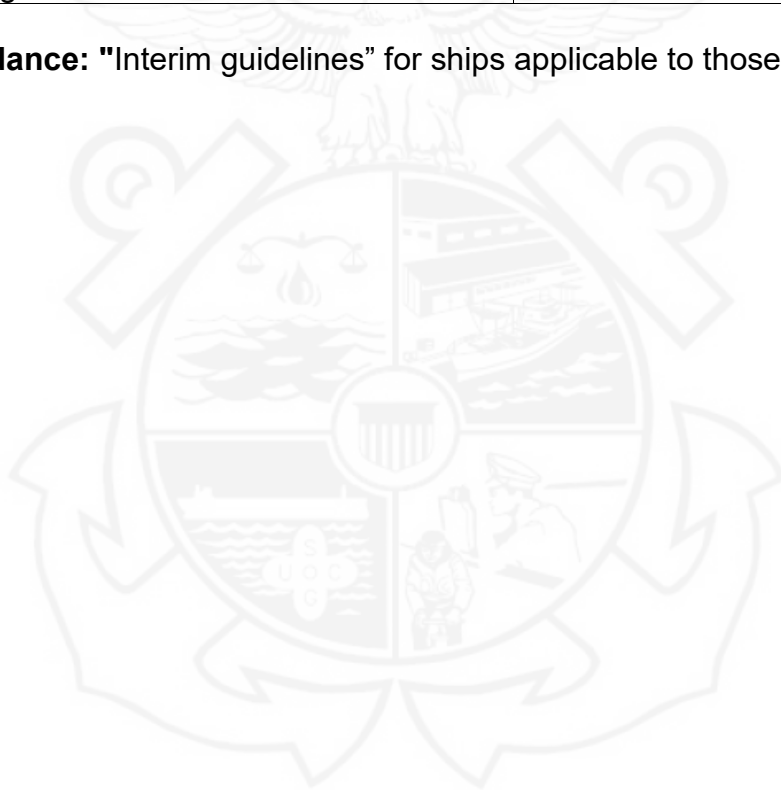 lance: "Interim guidelines” for ships applicable to those
S
U O C
G